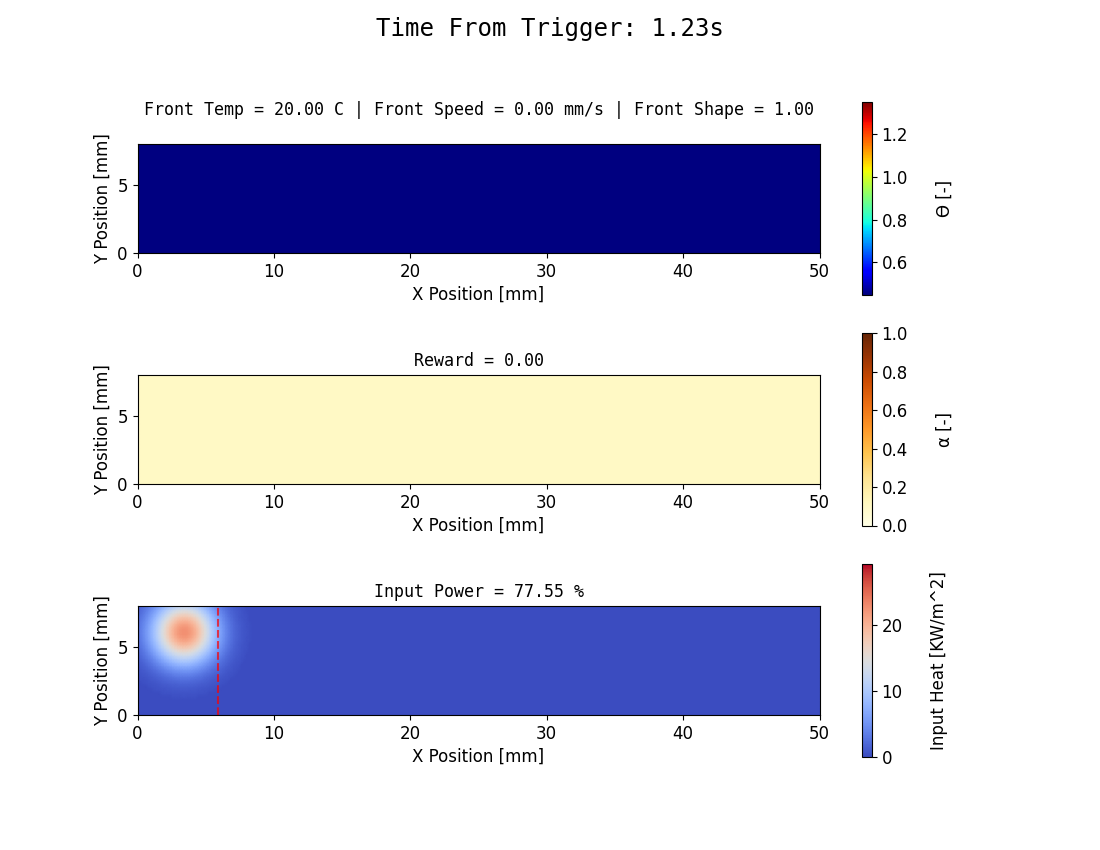 Time From Trigger: 1.23s
Front Temp = 20.00 C | Front Speed = 0.00 mm/s | Front Shape = 1.00
Y Position [mm]
5
0
0 10 20 30 40 50
X Position [mm]
1.2
1.0
0.8
0.6
Θ [-]
Reward = 0.00
Y Position [mm]
5
0
0 10 20 30 40 50
X Position [mm]
1.0
0.8
0.6
0.4
0.2
0.0
α [-]
Input Power = 77.55 %
Y Position [mm]
5
0
0 10 20 30 40 50
X Position [mm]
20
10
0
Input Heat [KW/m^2]